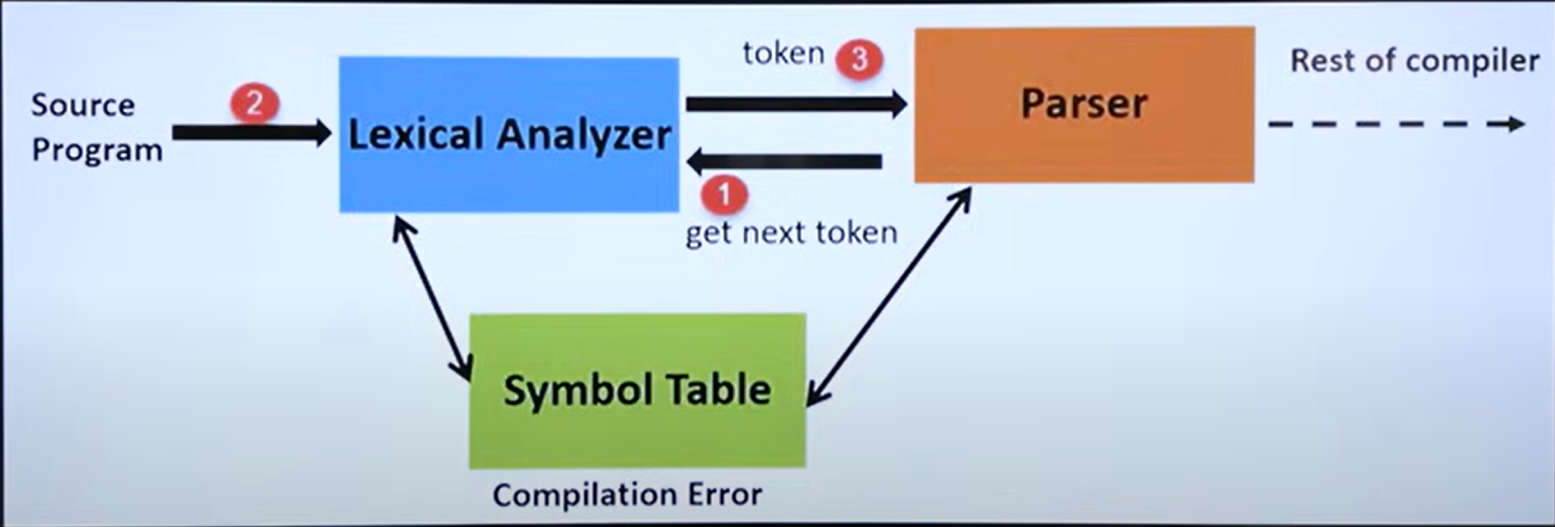 Source
Program
2
Lexical Analyzer
token 3
1
get next token
Parser
Rest of compiler
Symbol Table
Compilation Error